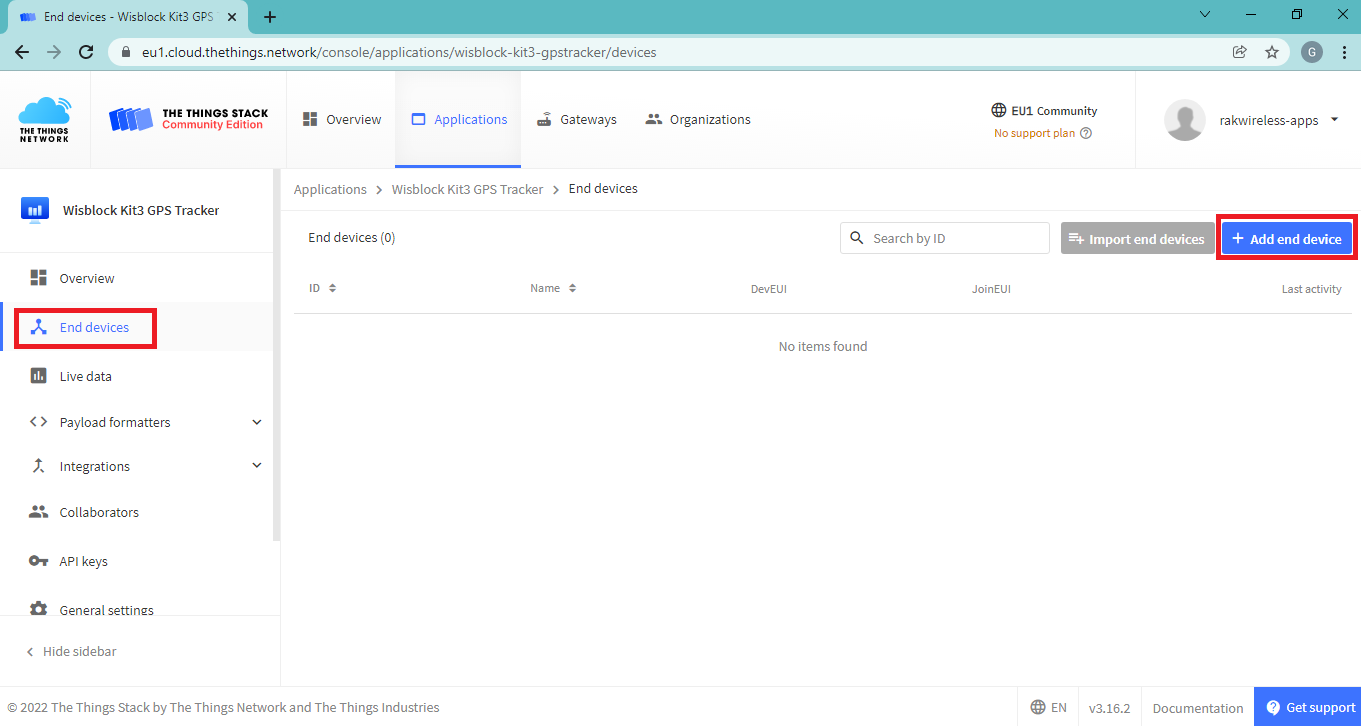 End devices - Wisblock Kit3 GPS
eu1.cloud.thethings.network/console/applications/wisblock-kit3-gpstracker/devices
G
THE THINGS
NETWORK
THE THINGS STACK
Community Edition
Overview
Applications
Gateways
Organizations
EU1 Community
No support plan
rakwireless-apps
Wisblock Kit3 GPS Tracker
Overview
End devices
Live data
Payload formatters
Integrations
Collaborators
API keys
General settings
Hide sidebar
Applications > Wisblock Kit3 GPS Tracker > End devices
End devices (0)
Search by ID
Import end devices
+ Add end device
ID
Name
DevEUI
JoinEUI
Last activity
No items found
© 2022 The Things Stack by The Things Network and The Things Industries
EN
v3.16.2
Documentation
Get support